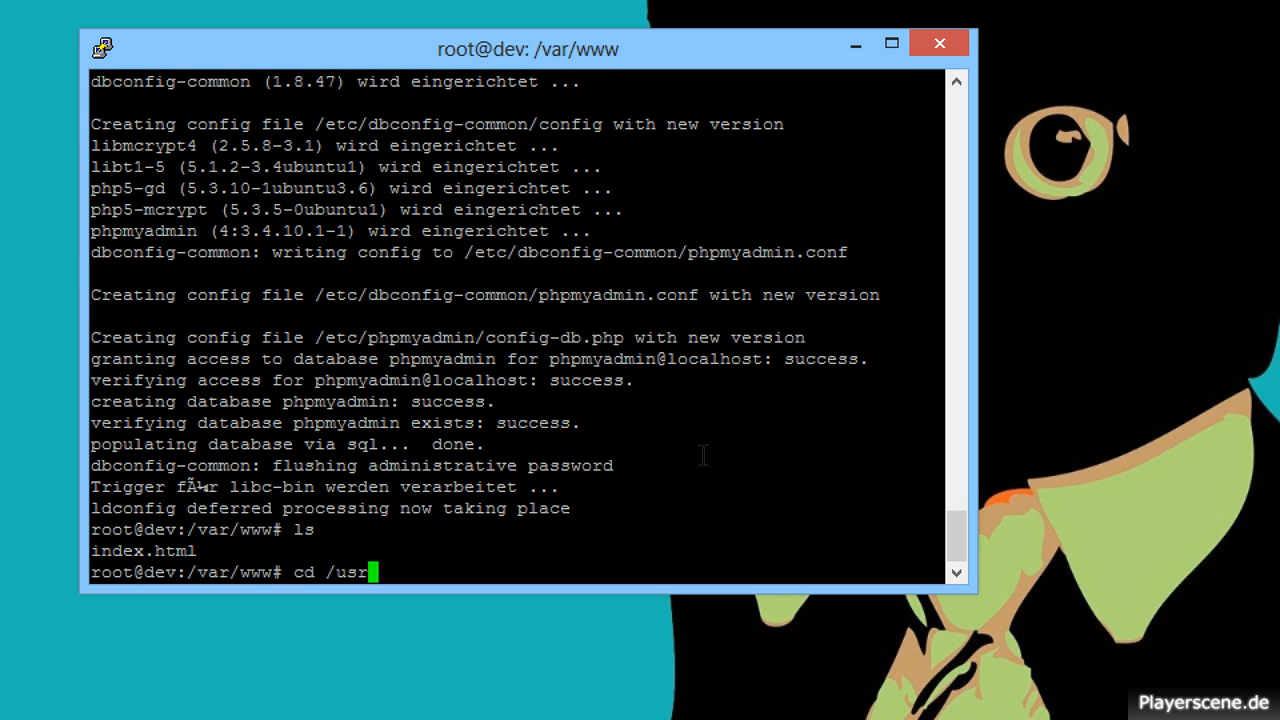 root@dev: /var/www
dbconfig-common (1.8.47) wird eingerichtet ...
Creating config file /etc/dbconfig-common/config with new version
libmcrypt4 (2.5.8-3.1) wird eingerichtet ...
libt1-5 (5.1.2-3.4ubuntu1) wird eingerichtet ...
php5-gd (5.3.10-1ubuntu3.6) wird eingerichtet ...
php5-mcrypt (5.3.5-0ubuntu1) wird eingerichtet ...
phpmyadmin (4:3.4.10.1-1) wird eingerichtet ...
dbconfig-common: writing config to /etc/dbconfig-common/phpmyadmin.conf
Creating config file /etc/dbconfig-common/phpmyadmin.conf with new version
Creating config file /etc/phpmyadmin/config-db.php with new version
granting access to database phpmyadmin for phpmyadmin@localhost: success.
verifying access for phpmyadmin@localhost: success.
creating database phpmyadmin: success.
verifying database phpmyadmin exists: success.
populating database via sql...  done.
dbconfig-common: flushing administrative password
Trigger fÃ¼r libc-bin werden verarbeitet ...
ldconfig deferred processing now taking place
root@dev:/var/www# ls
index.html
root@dev:/var/www# cd /usr
Playerscene.de